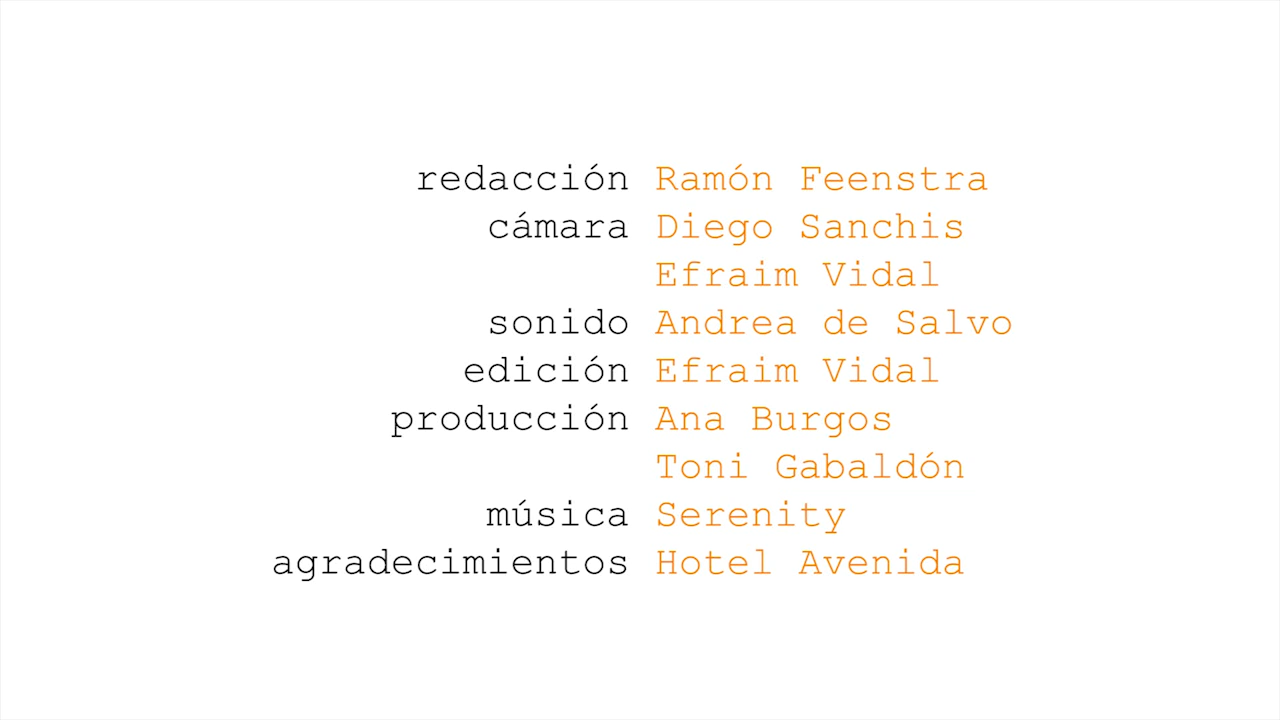 redacción Ramón Feenstra
cámara Diego Sanchis
Efraim Vidal
sonido Andrea de Salvo
edición Efraim Vidal
producción Ana Burgos
Toni Gabaldón
música Serenity
agradecimientos Hotel Avenida